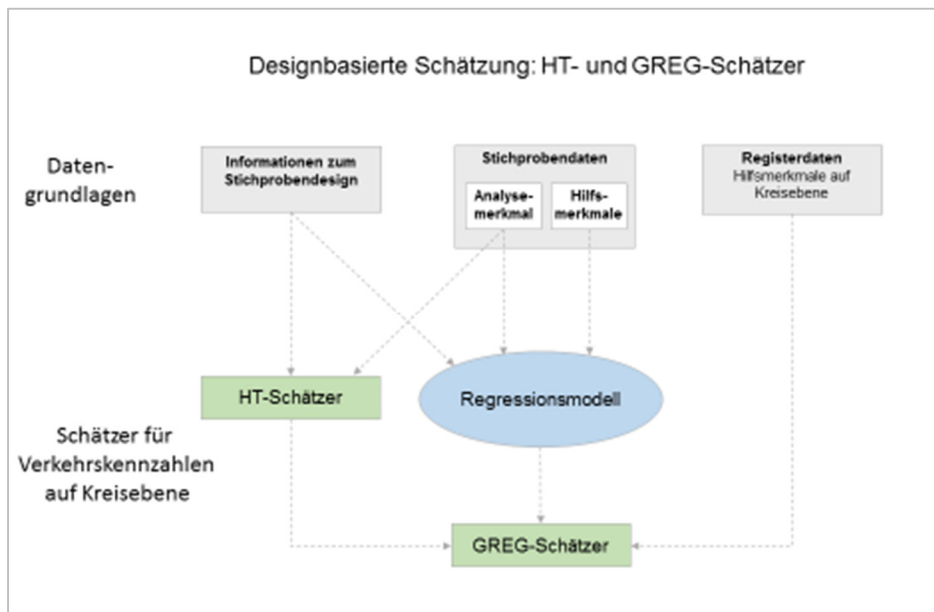 Designbasierte Schätzung: HT- und GREG-Schätzer
Daten-
grundlagen
Informationen zum
Stichprobendesign
Stichprobendaten
Analyse-
merkmal
Hilfs-
merkmale
Registerdaten
Hilfsmerkmale auf
Kreisebene
HT-Schätzer
Regressionsmodell
Schätzer für
Verkehrskennzahlen
auf Kreisebene
GREG-Schätzer